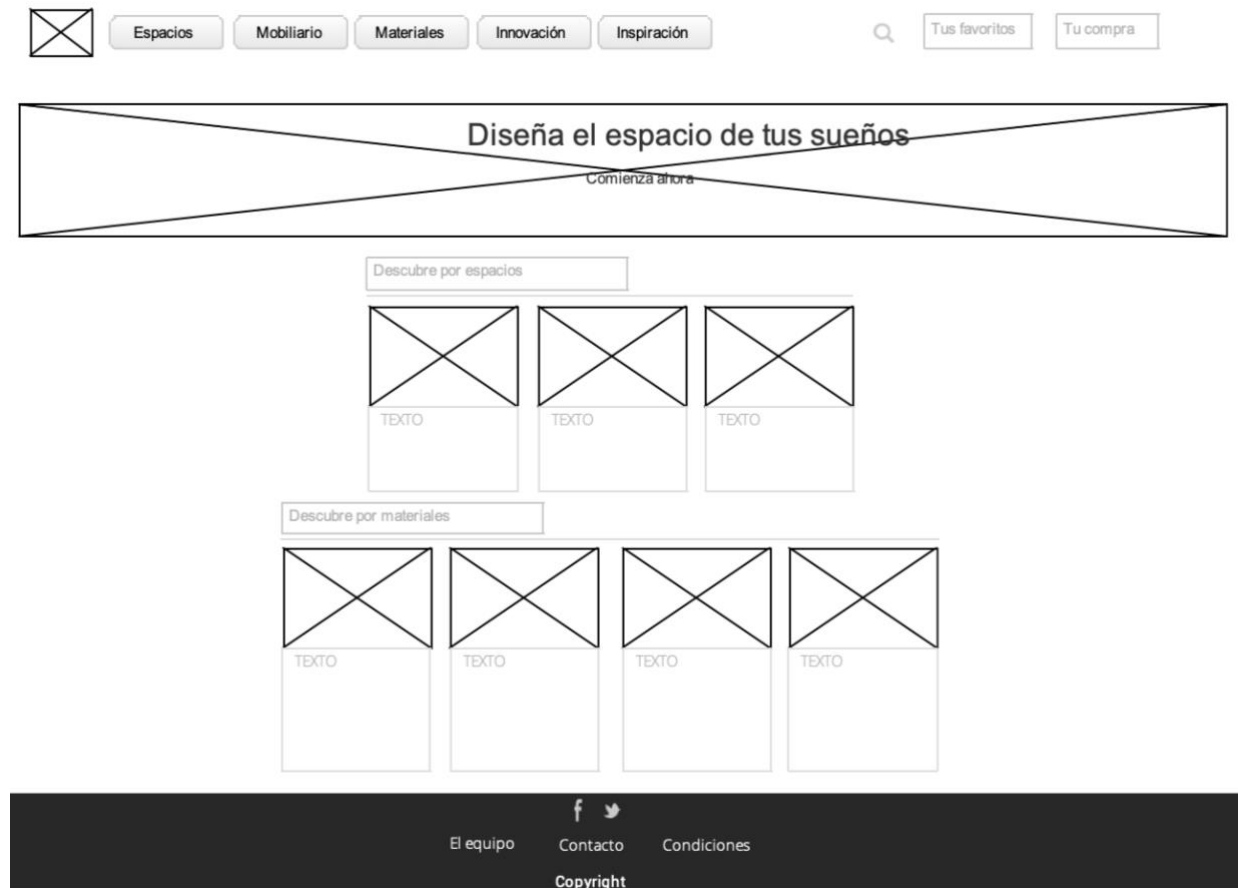 Espacios Mobiliario Materiales Innovación Inspiración Tus favoritos Tu compra
Diseña el espacio de tus sueños
Comienza ahora
Descubre por espacios
TEXTO TEXTO TEXTO
Descubre por materiales
TEXTO TEXTO TEXTO TEXTO
El equipo Contacto Condiciones
Copyright